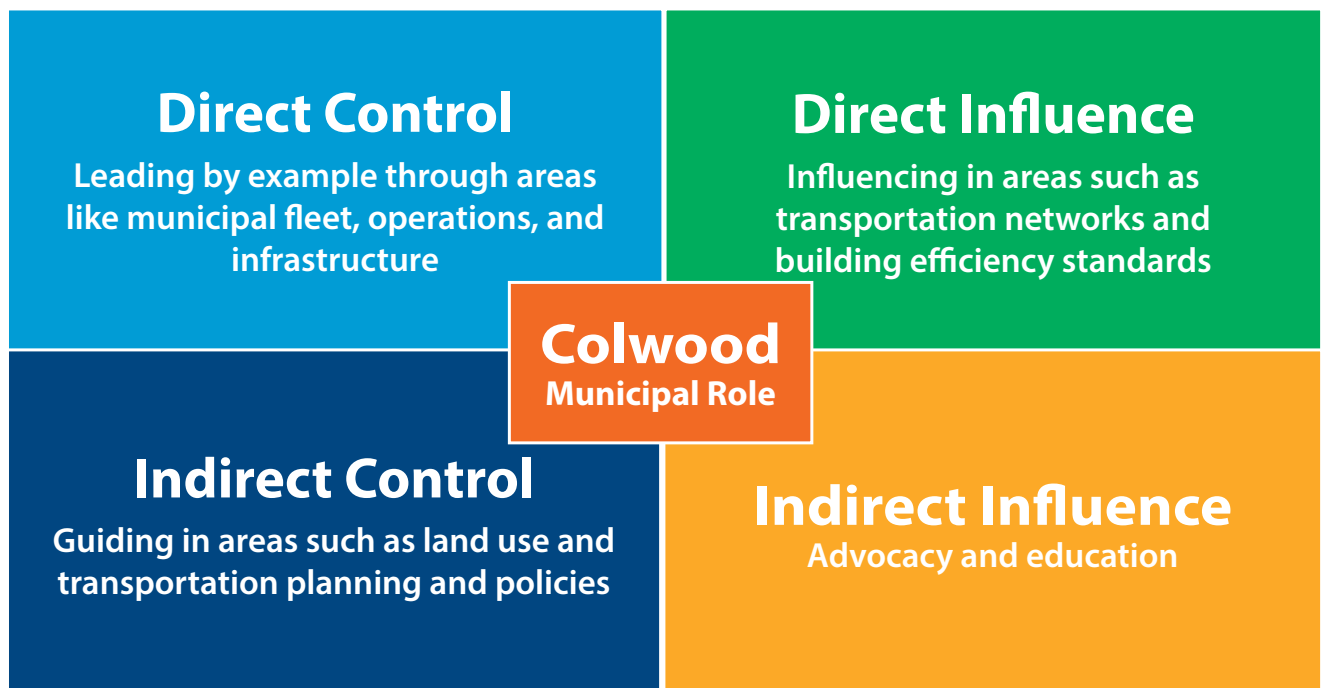 Direct Control
Leading by example through areas
like municipal fleet, operations, and
infrastructure
Direct Influence
Influencing in areas such as
transportation networks and
building efficiency standards
Colwood
Municipal Role
Indirect Control
Guiding in areas such as land use and
transportation planning and policies
Indirect Influence
Advocacy and education